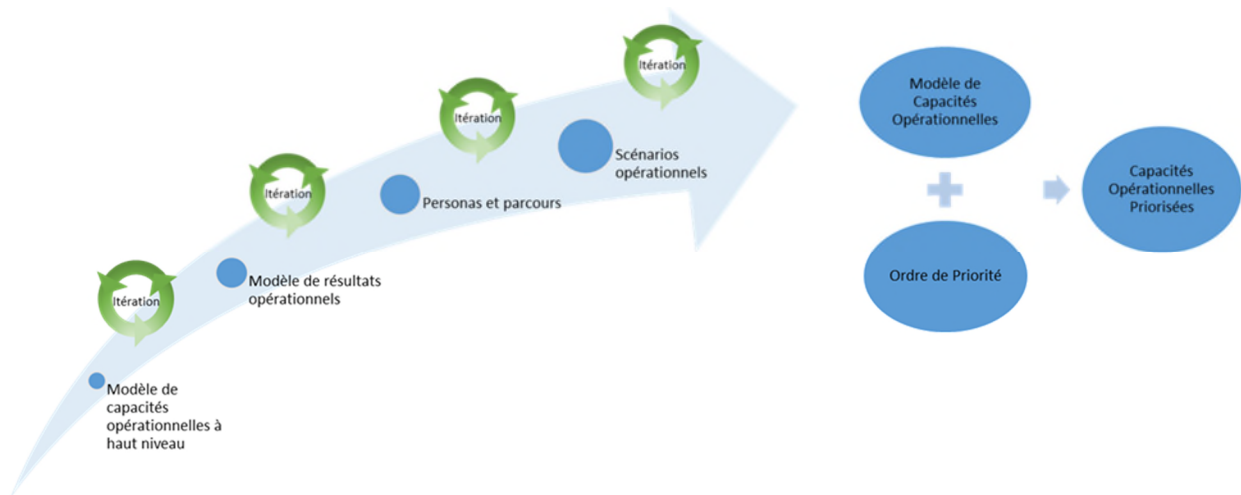 Itération
Modèle de
capacités
opérationnelles à
haut niveau
Itération
Modèle de résultats
opérationnels
Itération
Personas et parcours
Itération
Scénarios
opérationnels
Modèle de
Capacités
Opérationnelles
Ordre de Priorité
Capacités
Opérationnelles
Priorisées